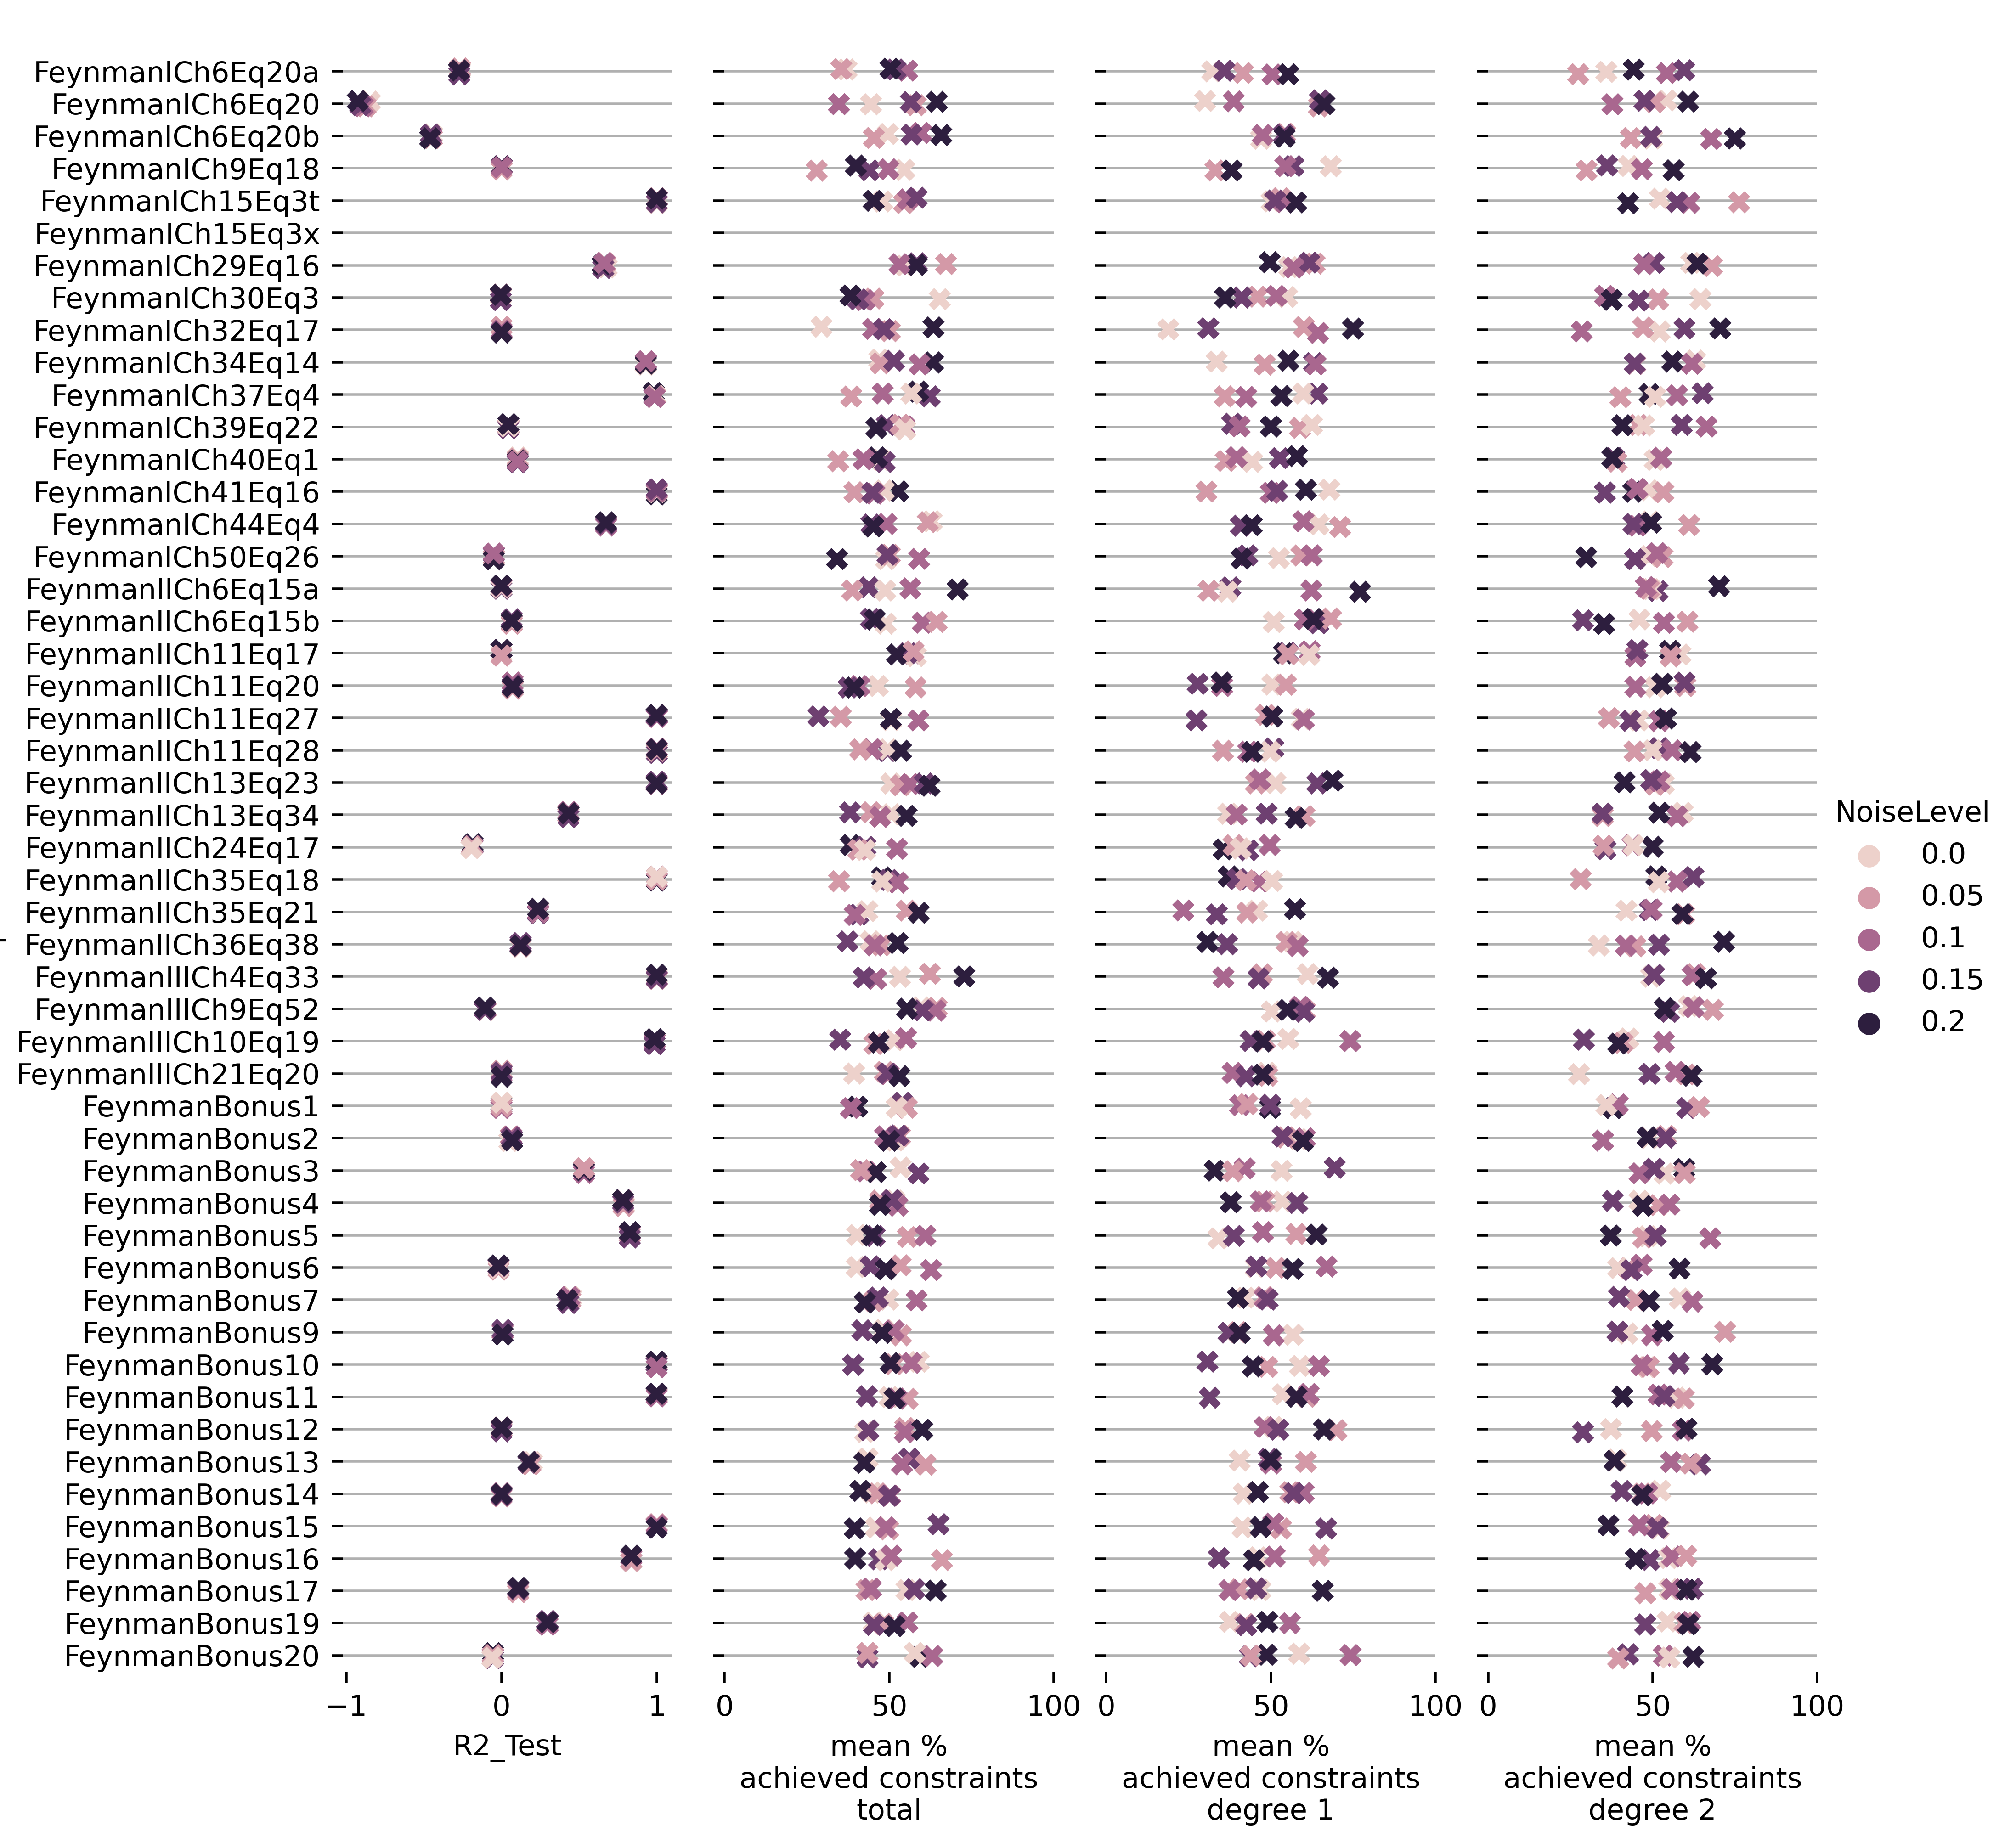 FeynmanICh6Eq20a
FeynmanICh6Eq20
FeynmanICh6Eq20b
FeynmanICh9Eq18
FeynmanICh15Eq3t
FeynmanICh15Eq3x
FeynmanICh29Eq16
FeynmanICh30Eq3
FeynmanICh32Eq17
FeynmanICh34Eq14
FeynmanICh37Eq4
FeynmanICh39Eq22
FeynmanICh40Eq1
FeynmanICh41Eq16
FeynmanICh44Eq4
FeynmanICh50Eq26
FeynmanIICh6Eq15a
FeynmanIICh6Eq15b
FeynmanIICh11Eq17
FeynmanIICh11Eq20
FeynmanIICh11Eq27
FeynmanIICh11Eq28
FeynmanIICh13Eq23
FeynmanIICh13Eq34
FeynmanIICh24Eq17
FeynmanIICh35Eq18
FeynmanIICh35Eq21
FeynmanIICh36Eq38
FeynmanIIICh4Eq33
FeynmanIIICh9Eq52
FeynmanIIICh10Eq19
FeynmanIIICh21Eq20
FeynmanBonus1
FeynmanBonus2
FeynmanBonus3
FeynmanBonus4
FeynmanBonus5
FeynmanBonus6
FeynmanBonus7
FeynmanBonus9
FeynmanBonus10
FeynmanBonus11
FeynmanBonus12
FeynmanBonus13
FeynmanBonus14
FeynmanBonus15
FeynmanBonus16
FeynmanBonus17
FeynmanBonus19
FeynmanBonus20
−1 0 1
R2_Test
0 50 100
mean %
achieved constraints
total
0 50 100
mean %
achieved constraints
degree 1
0 50 100
mean %
achieved constraints
degree 2
NoiseLevel
0.0
0.05
0.1
0.15
0.2